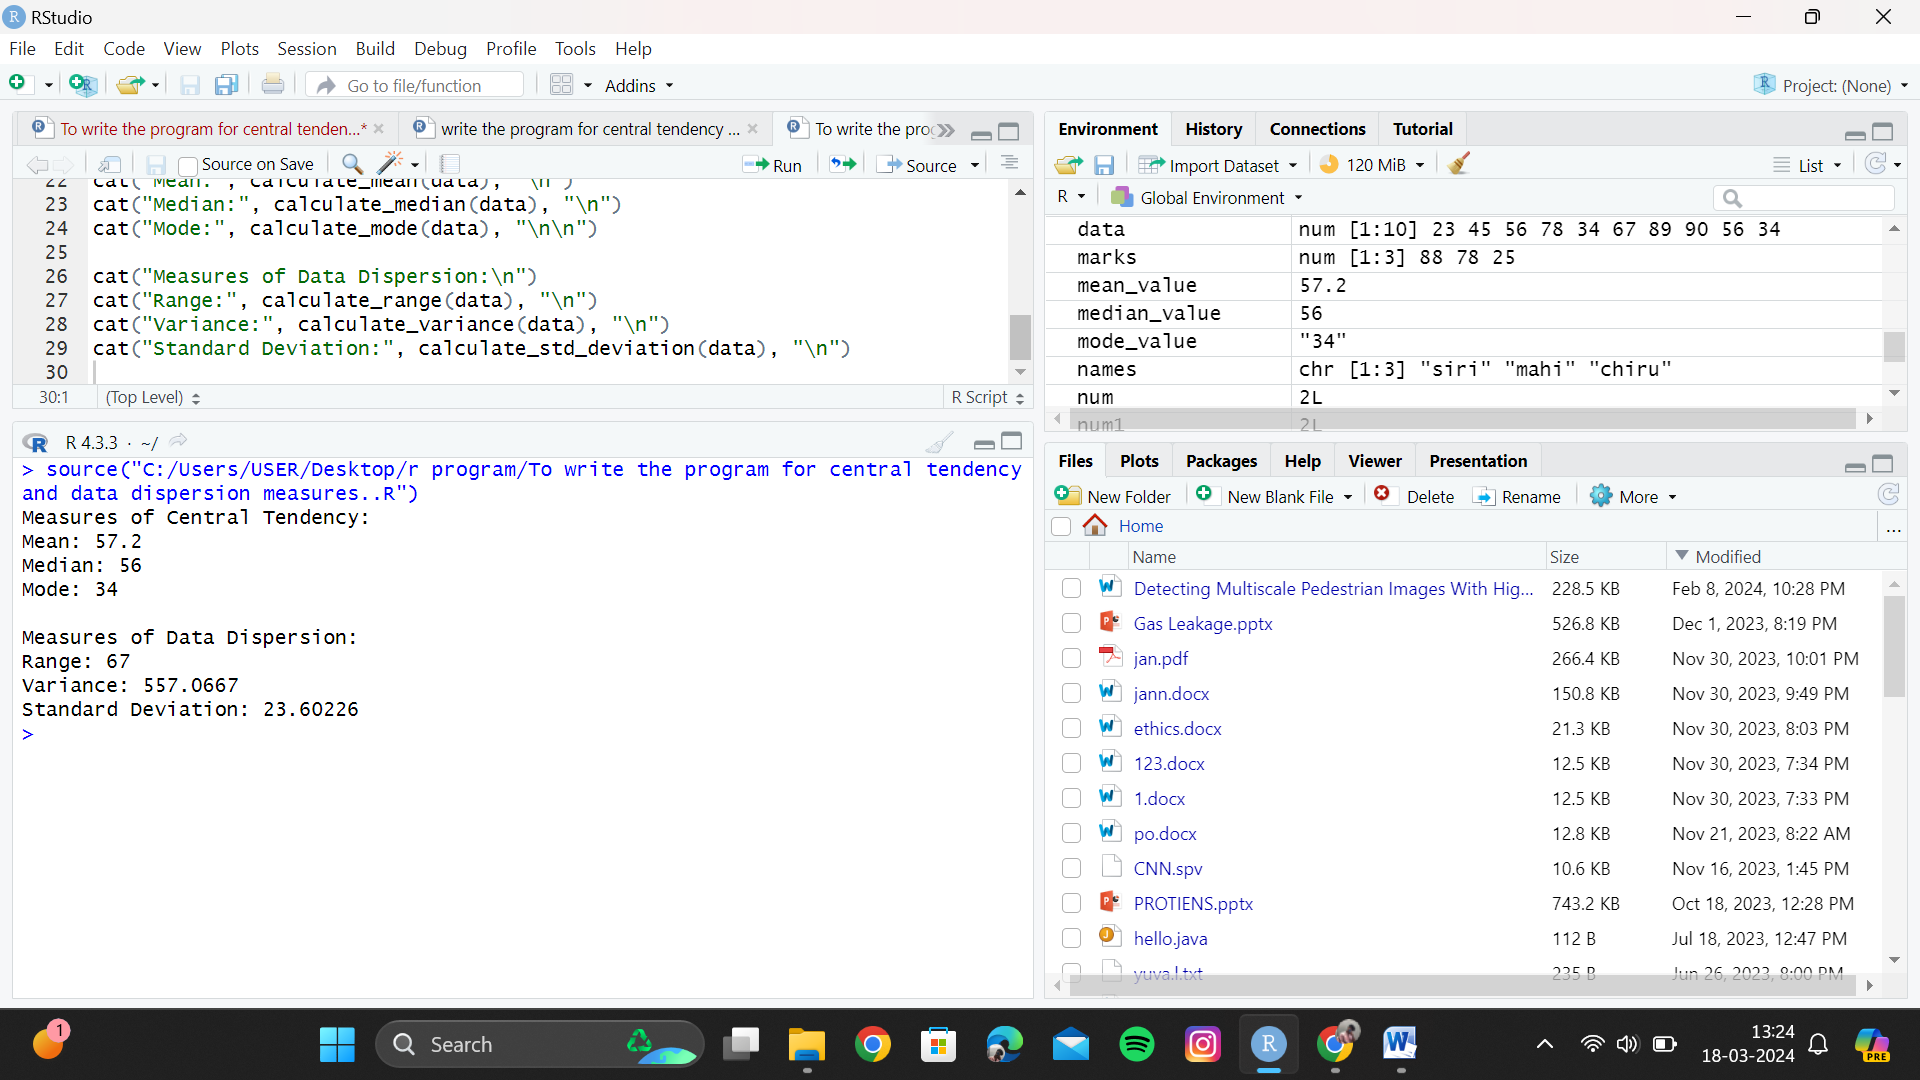 RStudio
File Edit Code View Plots Session Build Debug Profile Tools Help
Go to file/function Addins Project: (None)
To write the program for central tenden...* write the program for central tendency ... To write the pro
Source on Save Run Source
22 cat("Mean:", calculate_mean(data), "\n")
23 cat("Median:", calculate_median(data), "\n")
24 cat("Mode:", calculate_mode(data), "\n\n")
25
26 cat("Measures of Data Dispersion:\n")
27 cat("Range:", calculate_range(data), "\n")
28 cat("Variance:", calculate_variance(data), "\n")
29 cat("Standard Deviation:", calculate_std_deviation(data), "\n")
30
30:1 (Top Level) R Script
R 4.3.3 · ~/
> source("C:/Users/USER/Desktop/r program/To write the program for central tendency
and data dispersion measures..R")
Measures of Central Tendency:
Mean: 57.2
Median: 56
Mode: 34
Measures of Data Dispersion:
Range: 67
Variance: 557.0667
Standard Deviation: 23.60226
>
Environment History Connections Tutorial
Import Dataset 120 MiB List
R Global Environment
data num [1:10] 23 45 56 78 34 67 89 90 56 34
marks num [1:3] 88 78 25
mean_value 57.2
median_value 56
mode_value "34"
names chr [1:3] "siri" "mahi" "chiru"
num 2L
num1 2L
Files Plots Packages Help Viewer Presentation
New Folder New Blank File Delete Rename More
Home ...
Name Size Modified
Detecting Multiscale Pedestrian Images With Hig... 228.5 KB Feb 8, 2024, 10:28 PM
Gas Leakage.pptx 526.8 KB Dec 1, 2023, 8:19 PM
jan.pdf 266.4 KB Nov 30, 2023, 10:01 PM
jann.docx 150.8 KB Nov 30, 2023, 9:49 PM
ethics.docx 21.3 KB Nov 30, 2023, 8:03 PM
123.docx 12.5 KB Nov 30, 2023, 7:34 PM
1.docx 12.5 KB Nov 30, 2023, 7:33 PM
po.docx 12.8 KB Nov 21, 2023, 8:22 AM
CNN.spv 10.6 KB Nov 16, 2023, 1:45 PM
PROTIENS.pptx 743.2 KB Oct 18, 2023, 12:28 PM
hello.java 112 B Jul 18, 2023, 12:47 PM
yuva.l.txt 235 B Jun 26, 2023, 8:00 PM
1 Search 13:24
18-03-2024 PRE